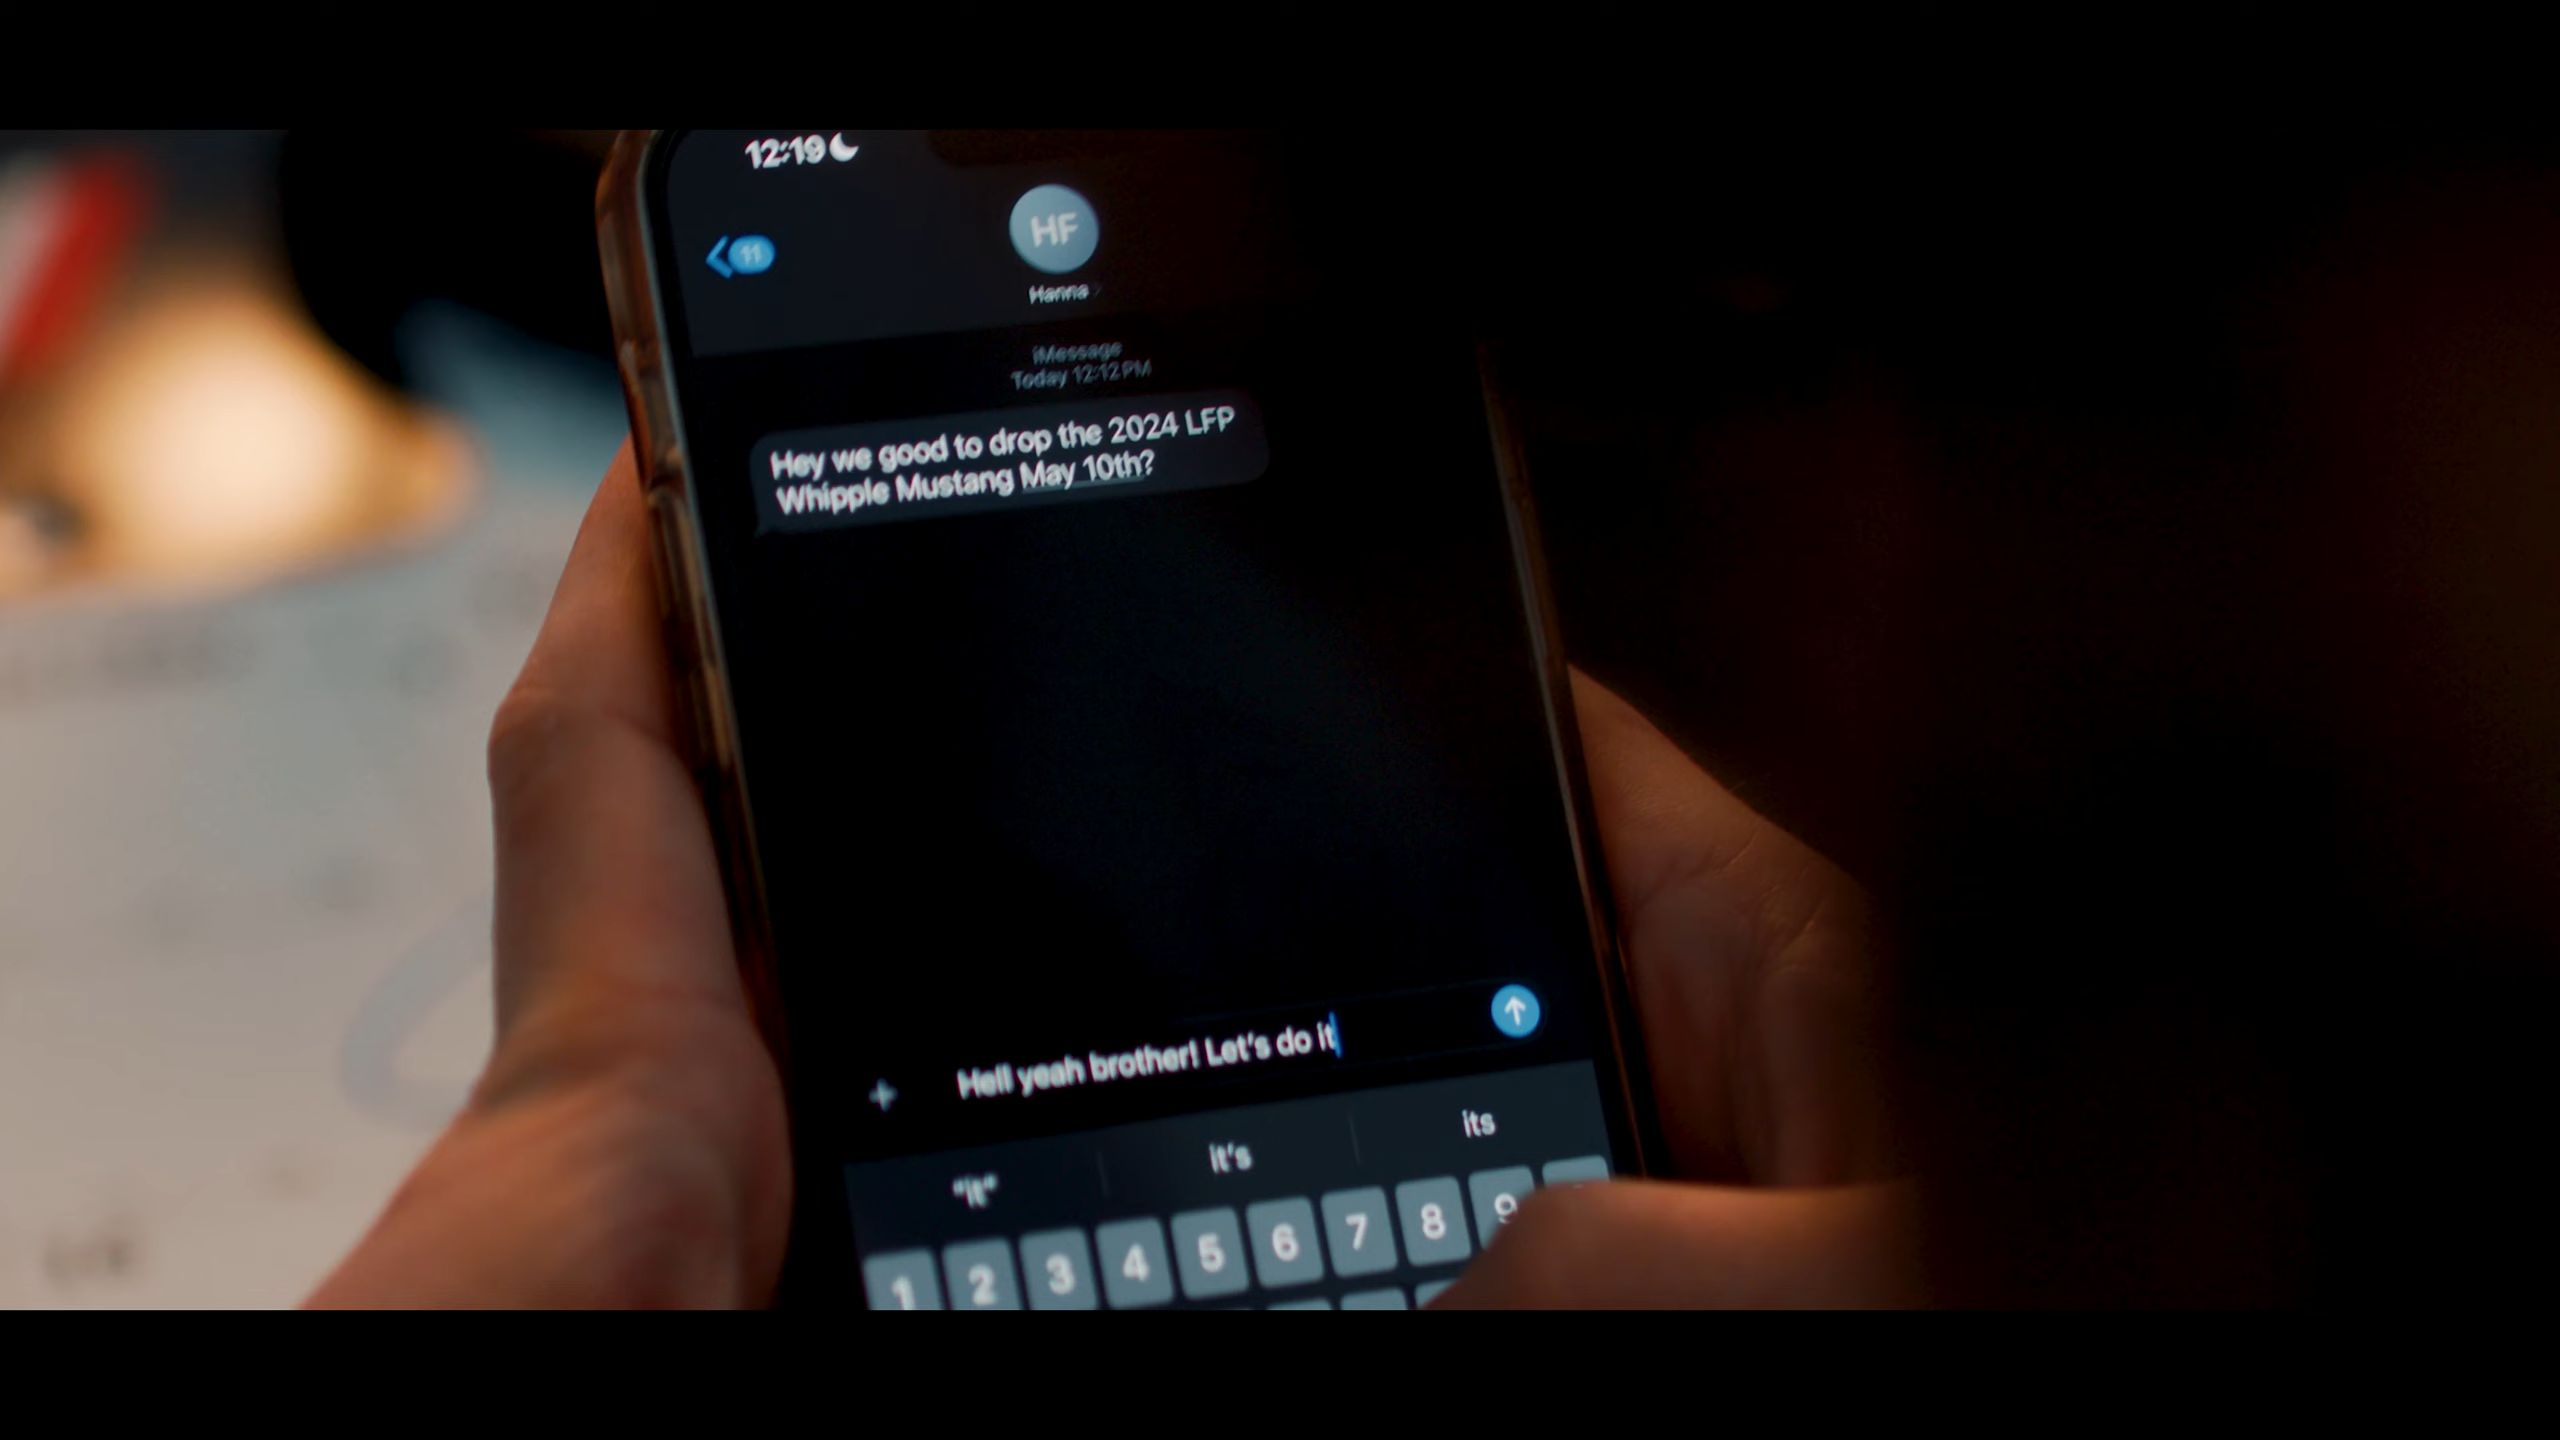 12:19
11
HF
Hanna
iMessage
Today 12:12 PM
Hey we good to drop the 2024 LFP
Whipple Mustang May 10th?
Hell yeah brother! Let's do it
"it" it's its
1 2 3 4 5 6 7 8 9